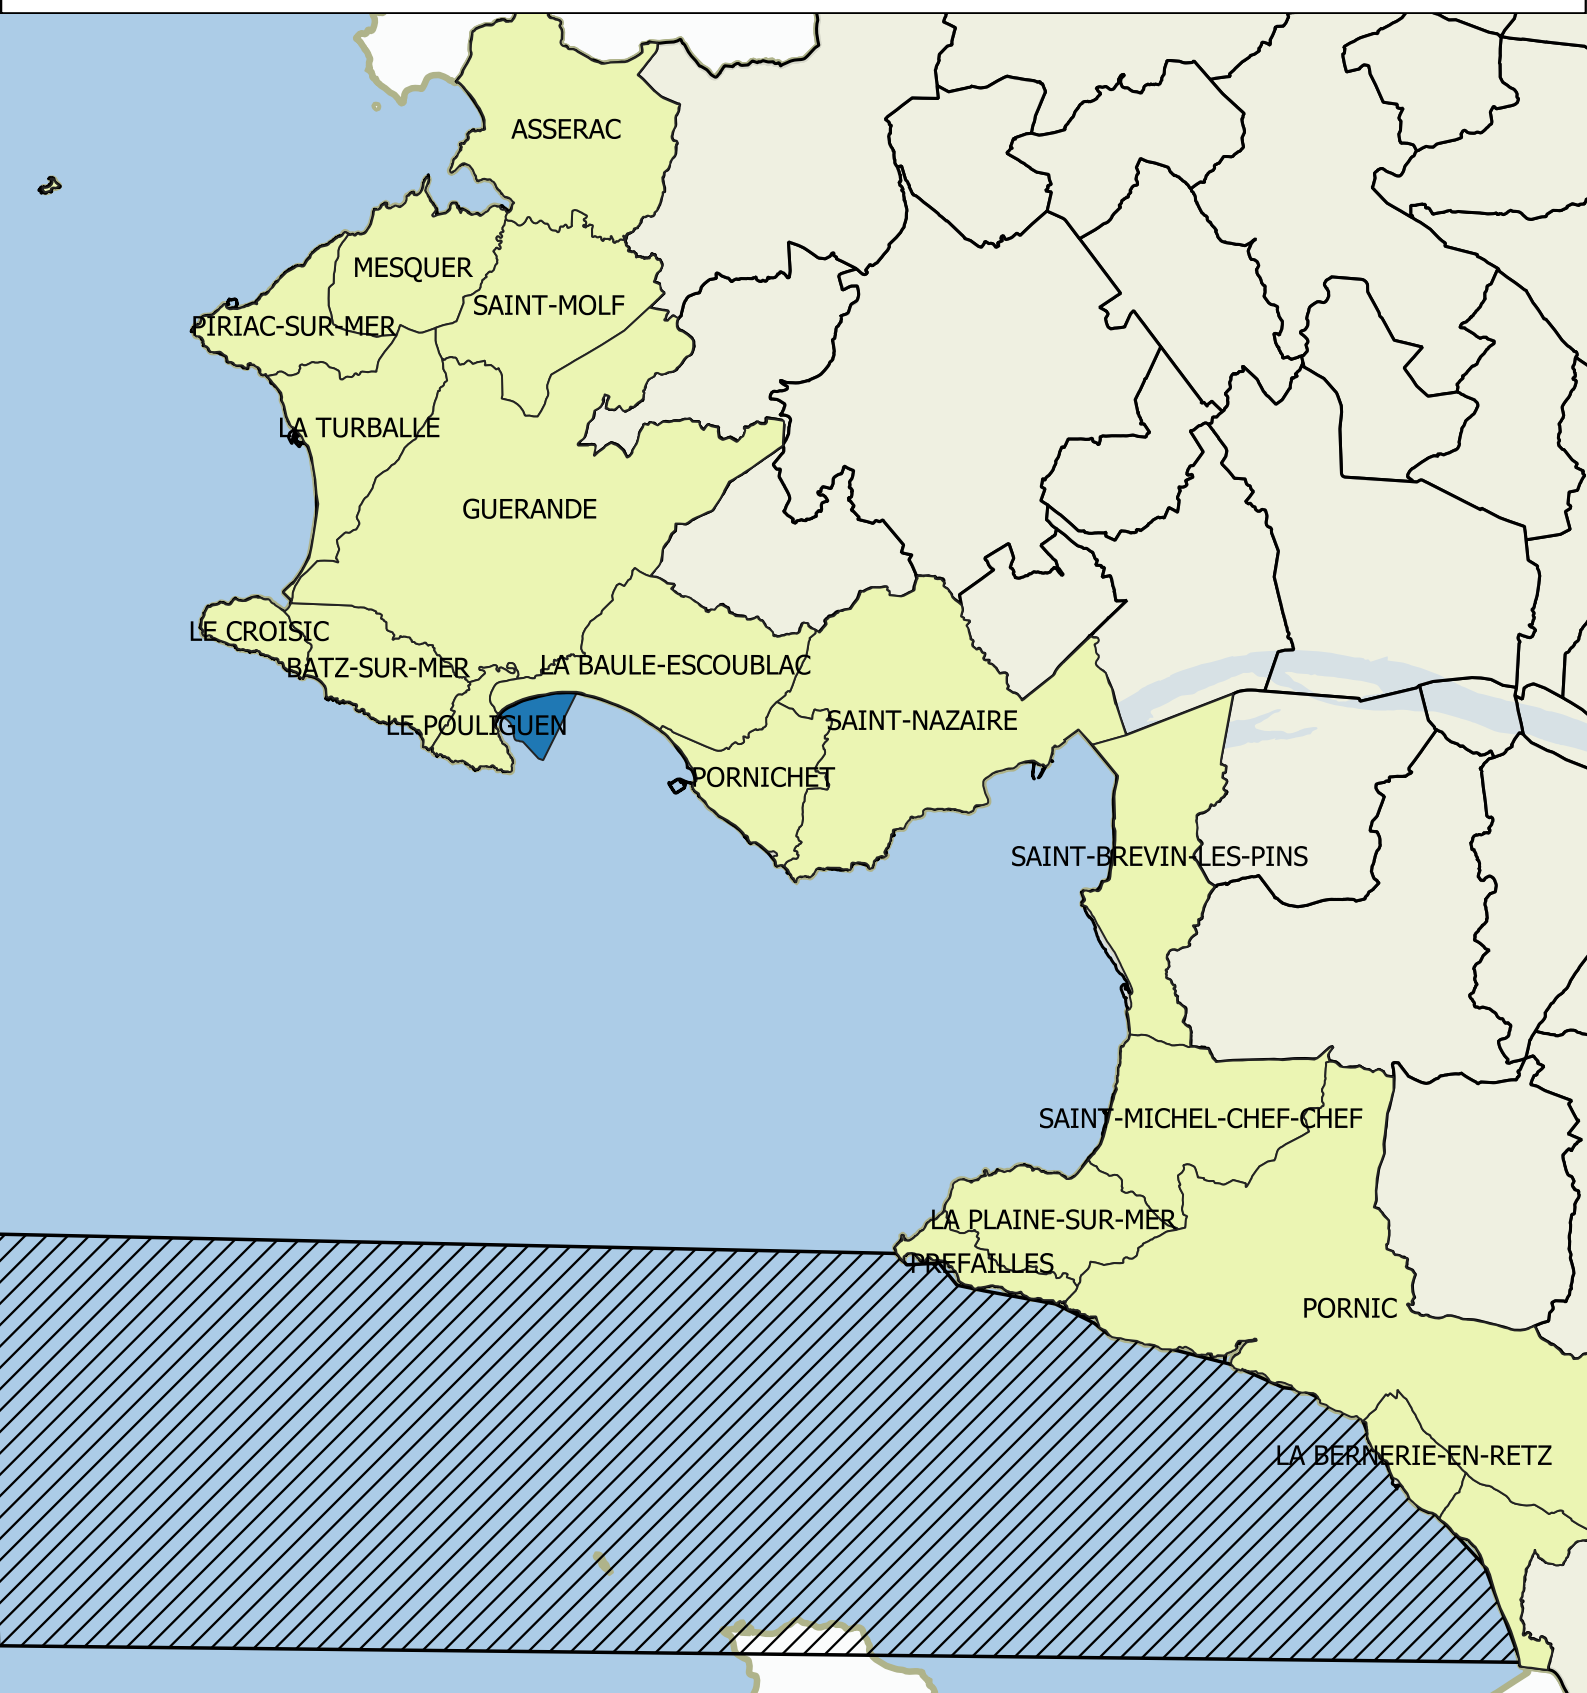 ASSERAC
MESQUER
SAINT-MOLF
PIRIAC-SUR-MER
LA TURBALLE
GUERANDE
LE CROISIC
BATZ-SUR-MER
LA BAULE-ESCOUBLAC
LE POULIGUEN
SAINT-NAZAIRE
PORNICHET
SAINT-BREVIN-LES-PINS
SAINT-MICHEL-CHEF-CHEF
LA PLAINE-SUR-MER
PREFAILLES
PORNIC
LA BERNERIE-EN-RETZ